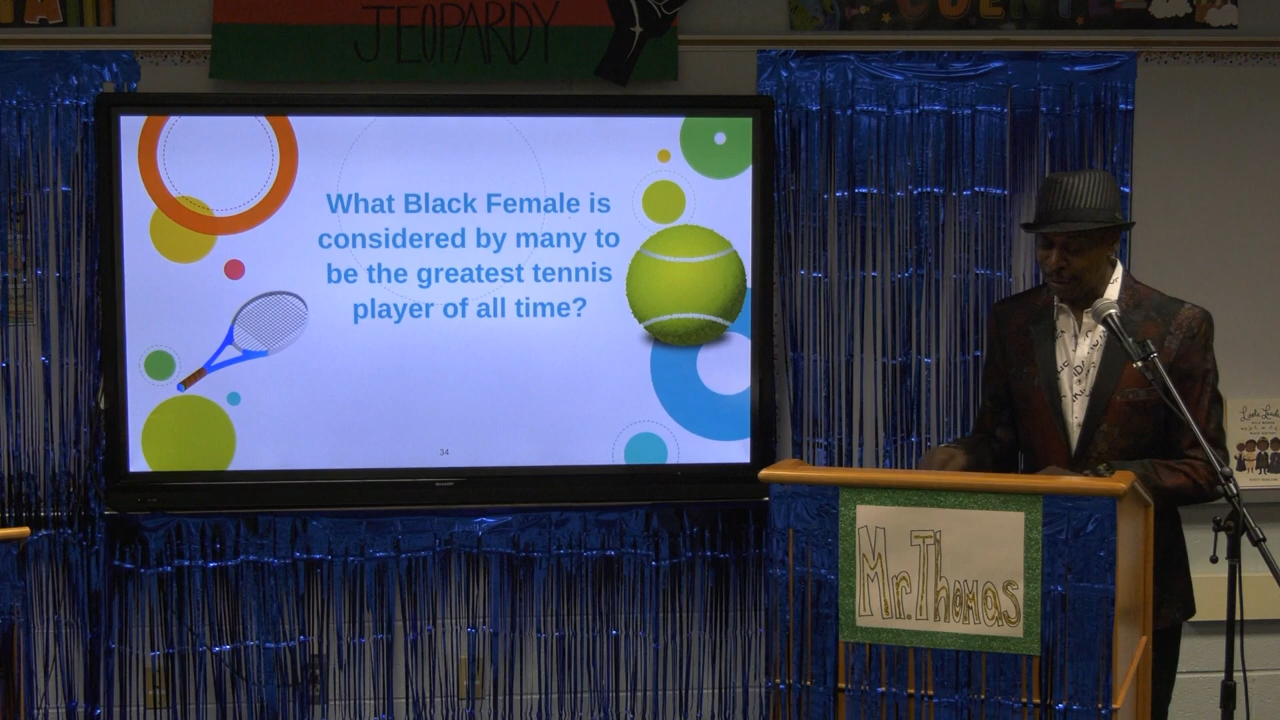 JEOPARDY
What Black Female is
considered by many to
be the greatest tennis
player of all time?
34
Mr. Thomas